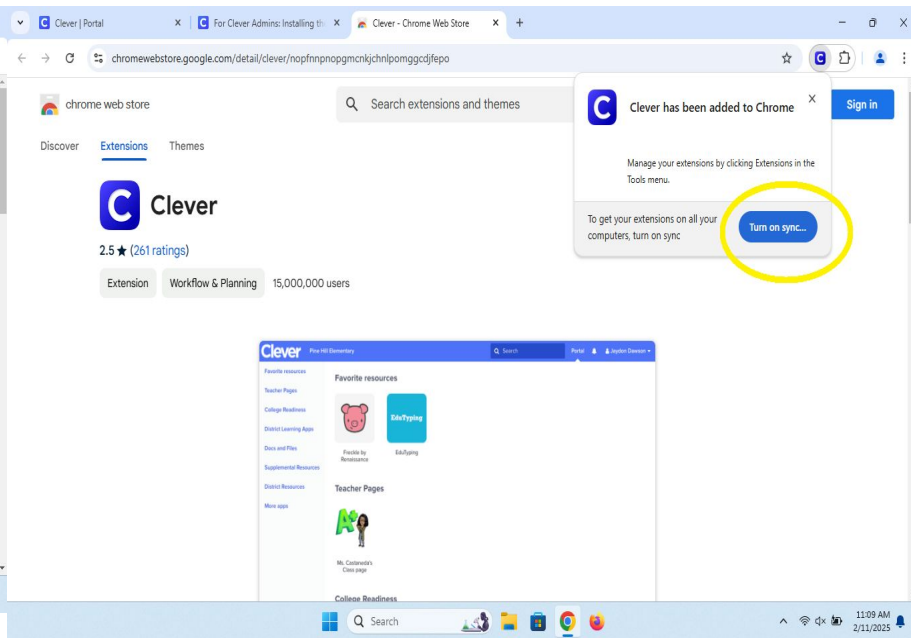 Clever | Portal
For Clever Admins: Installing th
Clever - Chrome Web Store
chromewebstore.google.com/detail/clever/nopfnnpnopgmcnkjchnlpomggcdjfepo
chrome web store
Search extensions and themes
Sign in
Clever has been added to Chrome
Manage your extensions by clicking Extensions in the
Tools menu.
To get your extensions on all your
computers, turn on sync
Turn on sync...
Discover
Extensions
Themes
C Clever
2.5 ★ (261 ratings)
Extension
Workflow & Planning
15,000,000 users
Clever
Pine Hill Elementary
Search
Portal
Jaydon Dawson
Favorite resources
Teacher Pages
College Readiness
District Learning Apps
Docs and Files
Supplemental Resources
District Resources
More apps
Favorite resources
EduTyping
Freckle by
Renaissance
EduTyping
Teacher Pages
A+
Ms. Castaneda's
Class page
College Readiness
Search
11:09 AM
2/11/2025